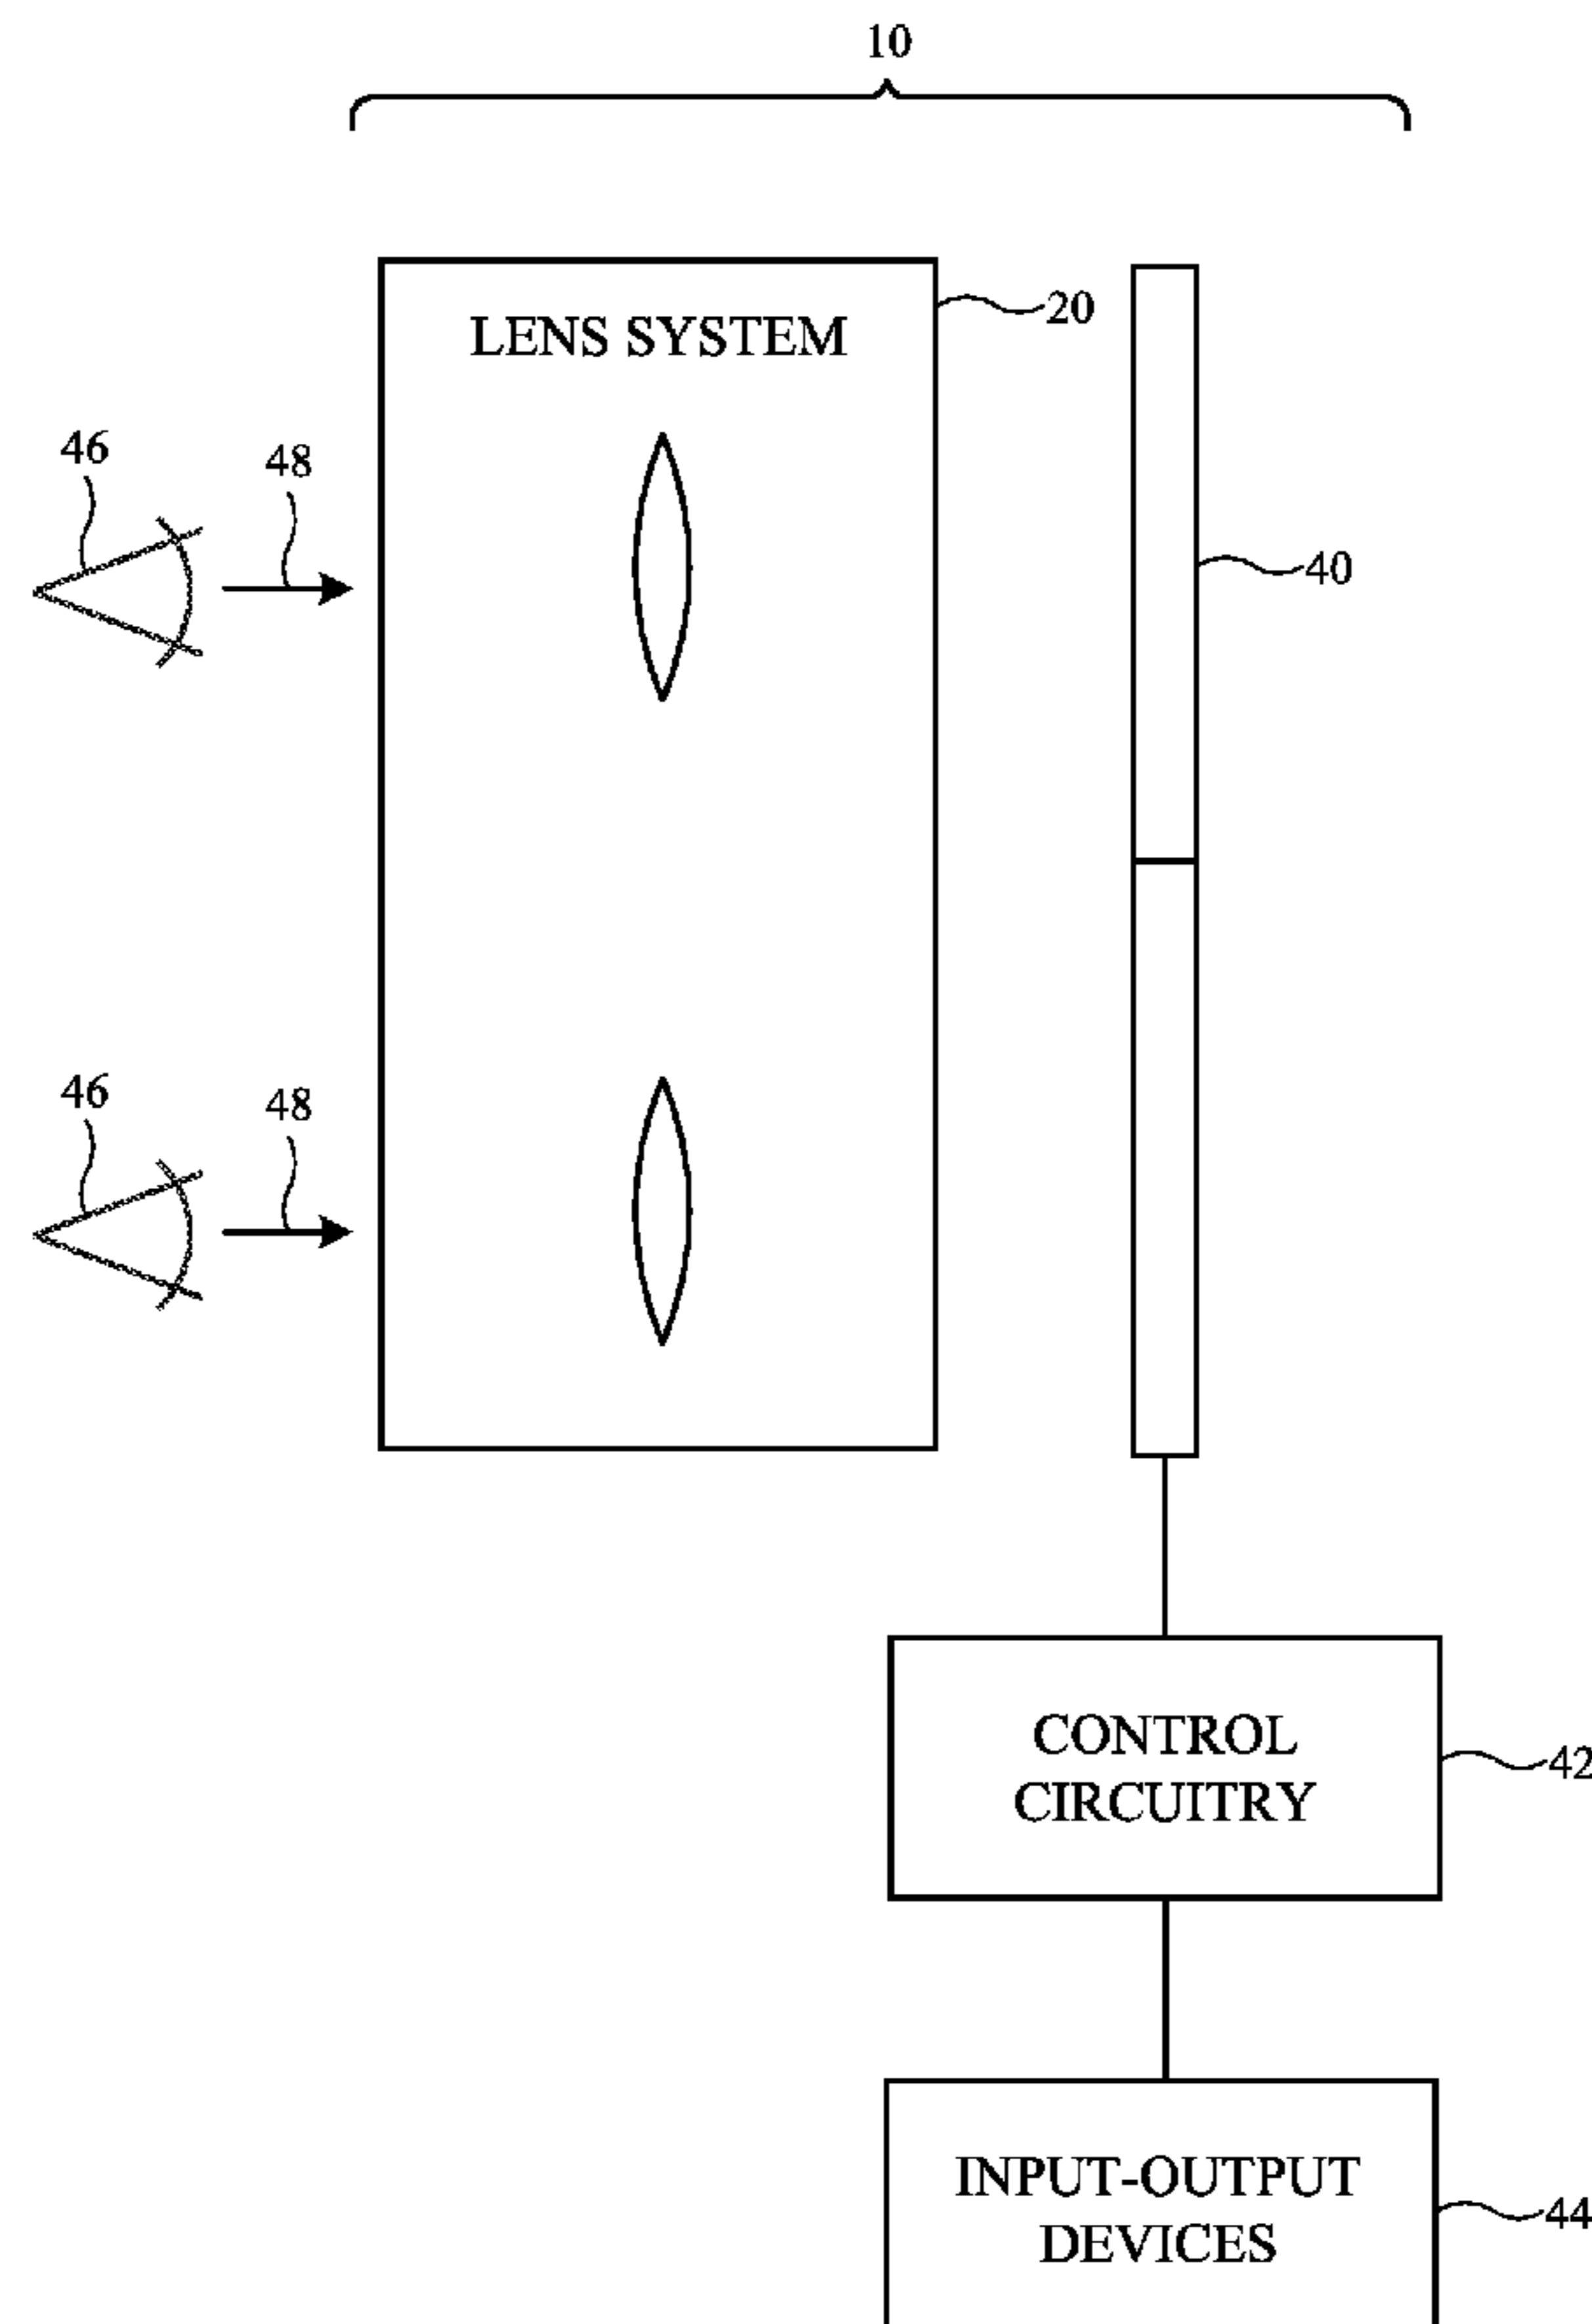 10
LENS SYSTEM
20
46
48
40
46
48
CONTROL
CIRCUITRY
42
INPUT-OUTPUT
DEVICES
44